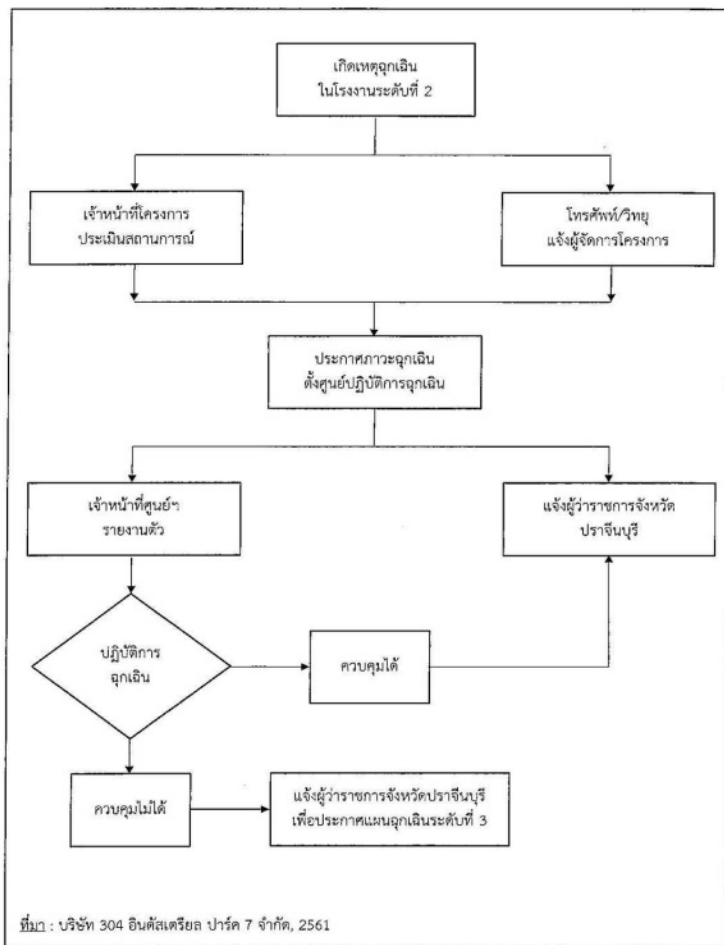 เกิดเหตุฉุกเฉิน
ในโรงงานระดับที่ 2
เจ้าหน้าที่โครงการ
ประเมินสถานการณ์
โทรศัพท์/วิทยุ
แจ้งผู้จัดการโครงการ
ประกาศภาวะฉุกเฉิน
ตั้งศูนย์ปฏิบัติการฉุกเฉิน
เจ้าหน้าที่ศูนย์ฯ
รายงานตัว
แจ้งผู้ว่าราชการจังหวัด
ปราจีนบุรี
ปฏิบัติการ
ฉุกเฉิน
ควบคุมได้
ควบคุมไม่ได้
แจ้งผู้ว่าราชการจังหวัดปราจีนบุรี
เพื่อประกาศแผนฉุกเฉินระดับที่ 3
ที่มา : บริษัท 304 อินดัสเตรียล ปาร์ค 7 จำกัด, 2561